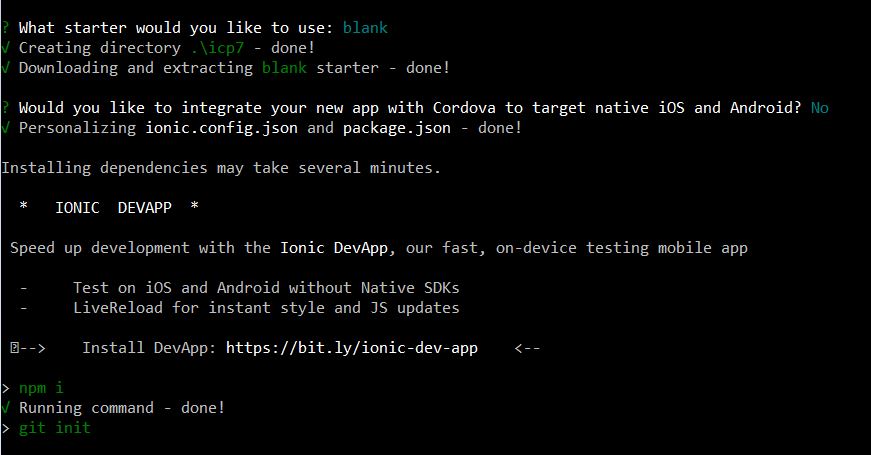 ? What starter would you like to use: blank
√ Creating directory .\icp7 - done!
√ Downloading and extracting blank starter - done!
? Would you like to integrate your new app with Cordova to target native iOS and Android? No
√ Personalizing ionic.config.json and package.json - done!
Installing dependencies may take several minutes.
* IONIC DEVAPP *
Speed up development with the Ionic DevApp, our fast, on-device testing mobile app
- Test on iOS and Android without Native SDKs
- LiveReload for instant style and JS updates
--> Install DevApp: https://bit.ly/ionic-dev-app <--
> npm i
√ Running command - done!
> git init